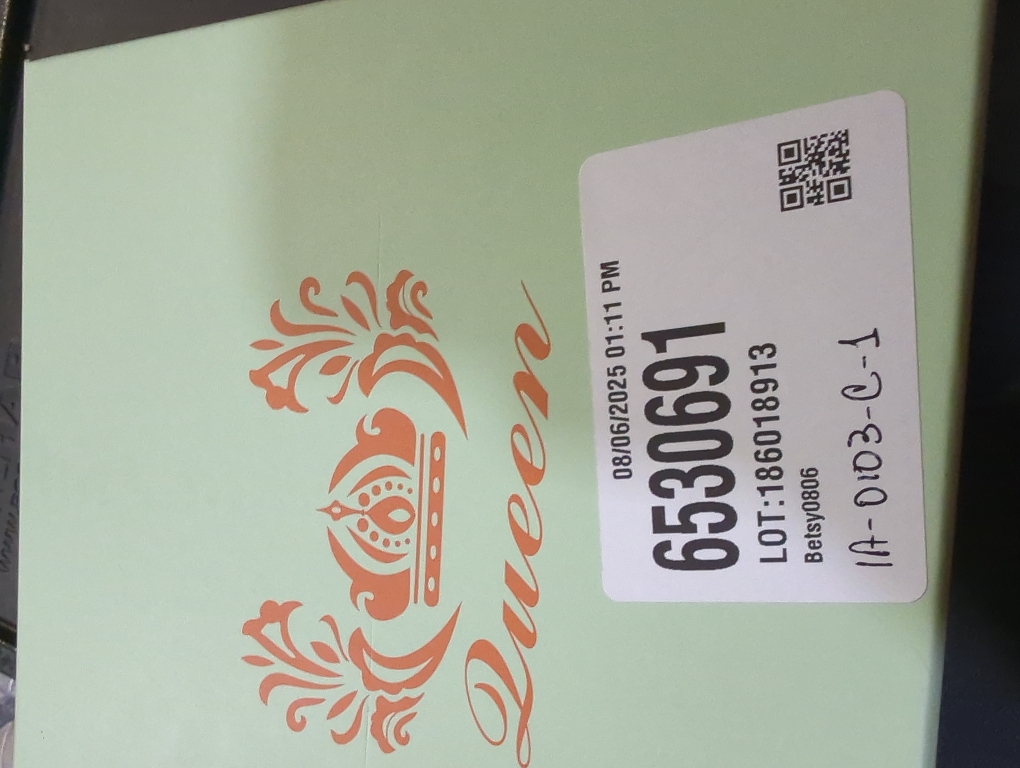 Queen
08/06/2025 01:11 PM
6530691
LOT:186018913
Betsy0806
1A-0103-C-1